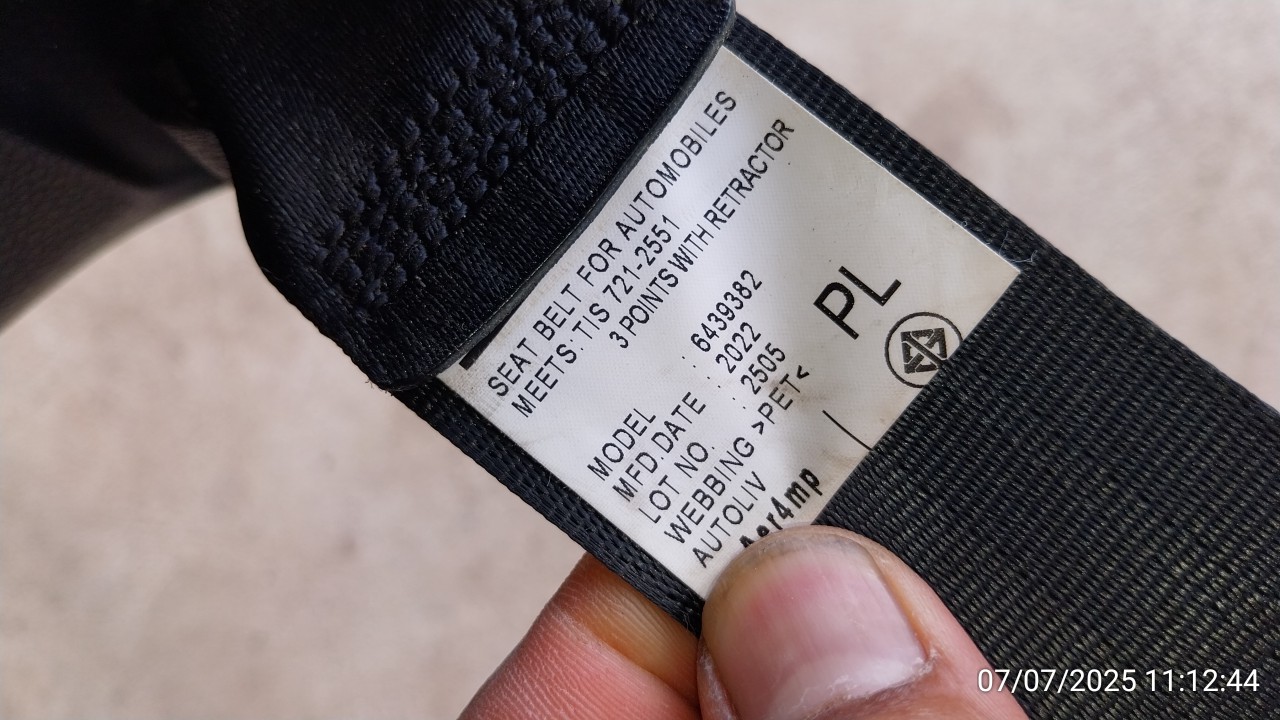 SEAT BELT FOR AUTOMOBILES
MEETS: TIS 721-2551
3 POINTS WITH RETRACTOR
MODEL : 6439382
MFD DATE : 2022
LOT NO. : 2505
WEBBING >PET<
AUTOLIV
PL
07/07/2025 11:12:44